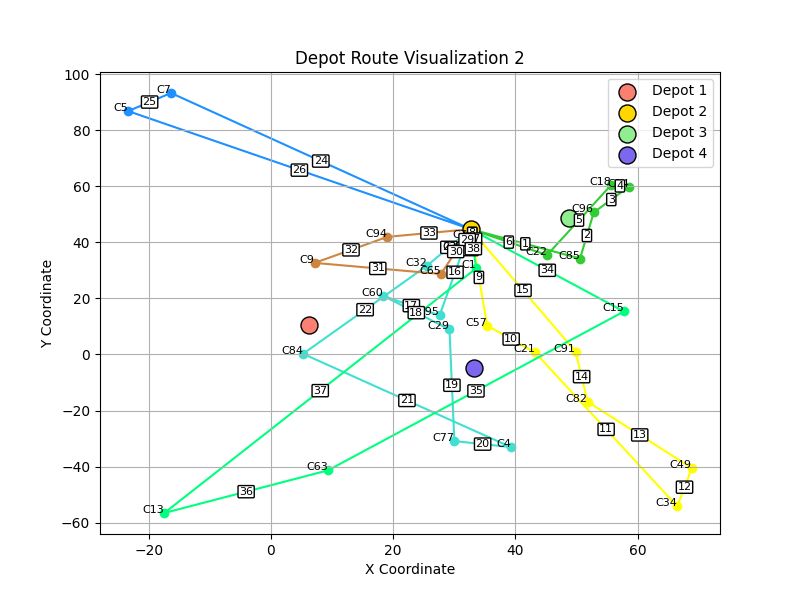 Depot Route Visualization 2
Depot 1
Depot 2
Depot 3
Depot 4
Y Coordinate
X Coordinate
100
80
60
40
20
0
−20
−40
−60
−20
0
20
40
60
C7
C5
25
24
26
C18
4
3
C96
5
2
C94
33
6
1
C22
C85
32
C9
31
C32
C65
30
29
38
16
C1
9
34
15
C60
22
17
18
C95
C29
C57
C15
10
C21
C91
C84
14
37
19
35
21
C82
11
13
C77
20
C4
C49
12
C34
C63
36
C13